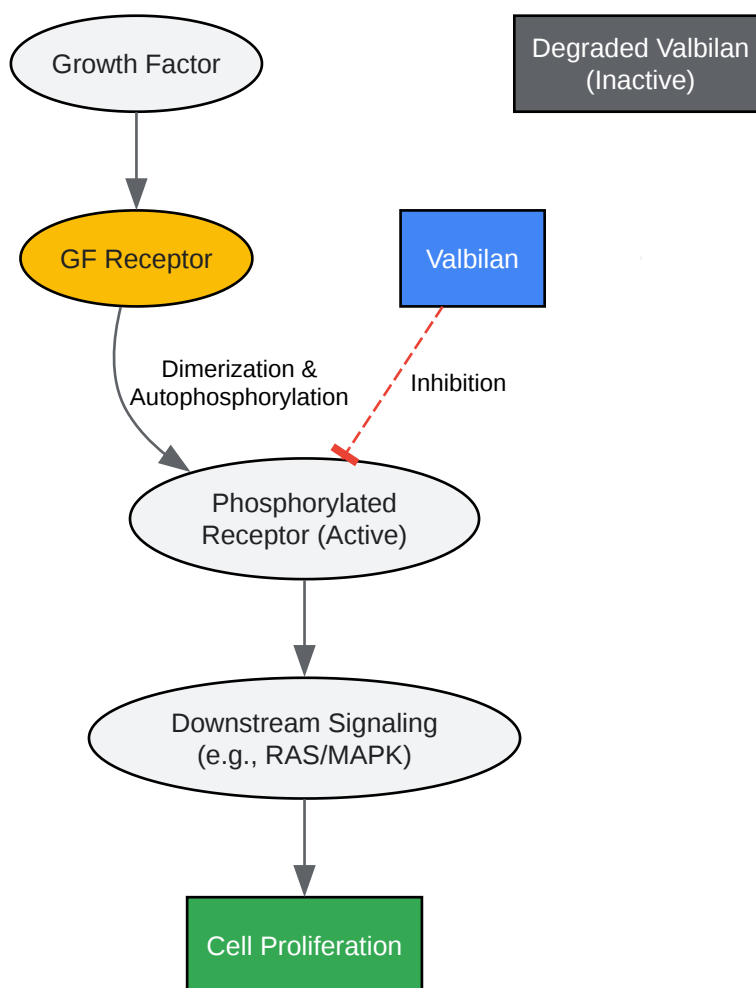 Growth Factor
Degraded Valbilan
(Inactive)
GF Receptor
Valbilan
Dimerization &
Autophosphorylation
Inhibition
Phosphorylated
Receptor (Active)
Downstream Signaling
(e.g., RAS/MAPK)
Cell Proliferation